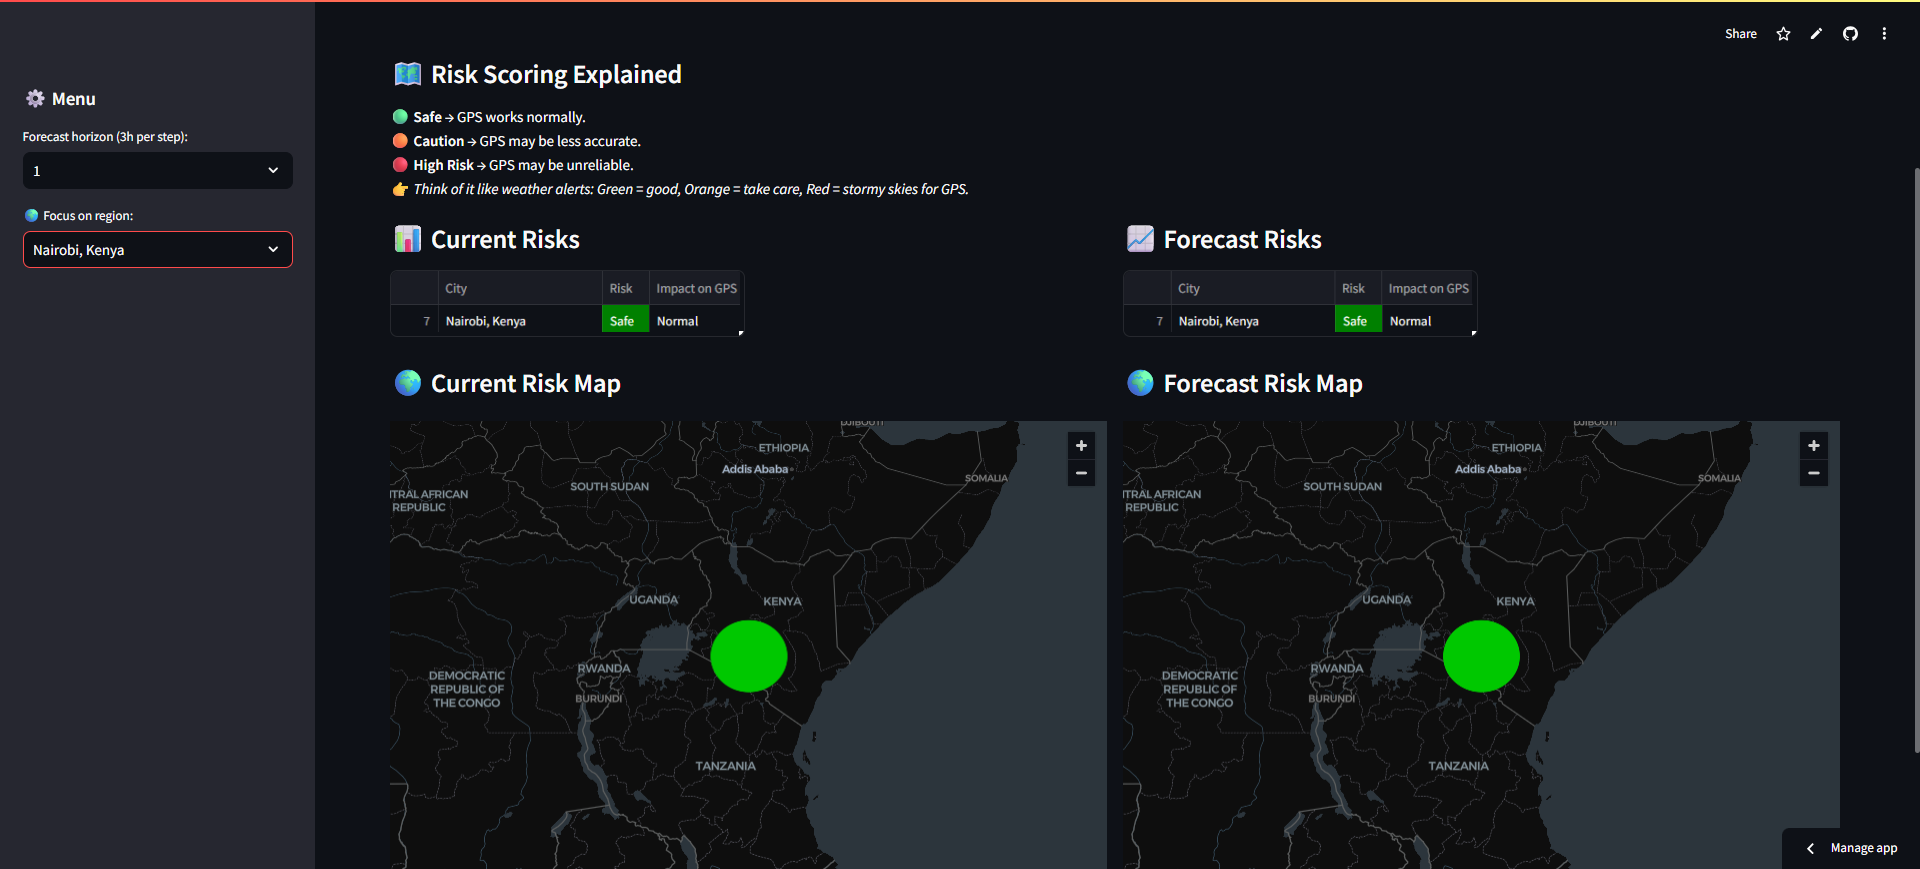 Share
Menu
Forecast horizon (3h per step):
1
Focus on region:
Nairobi, Kenya
Risk Scoring Explained
Safe → GPS works normally.
Caution → GPS may be less accurate.
High Risk → GPS may be unreliable.
Think of it like weather alerts: Green = good, Orange = take care, Red = stormy skies for GPS.
Current Risks
City Risk Impact on GPS
7 Nairobi, Kenya Safe Normal
Forecast Risks
City Risk Impact on GPS
7 Nairobi, Kenya Safe Normal
Current Risk Map
DJIBOUTI
ETHIOPIA
Addis Ababa
SOMALIA
SOUTH SUDAN
TRAL AFRICAN
REPUBLIC
UGANDA
KENYA
RWANDA
DEMOCRATIC
REPUBLIC OF
THE CONGO
BURUNDI
TANZANIA
+
−
Forecast Risk Map
DJIBOUTI
ETHIOPIA
Addis Ababa
SOMALIA
SOUTH SUDAN
TRAL AFRICAN
REPUBLIC
UGANDA
KENYA
RWANDA
DEMOCRATIC
REPUBLIC OF
THE CONGO
BURUNDI
TANZANIA
+
−
Manage app